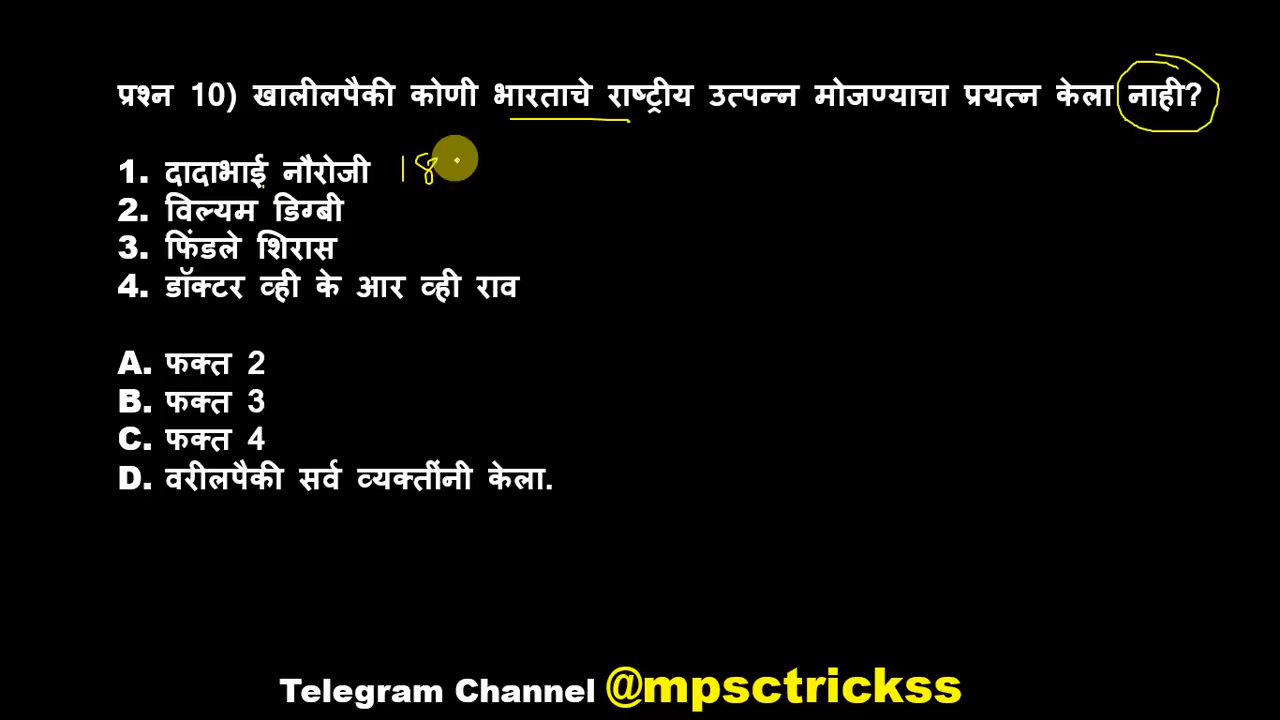 प्रश्न 10) खालीलपैकी कोणी भारताचे राष्ट्रीय उत्पन्न मोजण्याचा प्रयत्न केला नाही?
1. दादाभाई नौरोजी 18
2. विल्यम डिग्बी
3. फिंडले शिरास
4. डॉक्टर व्ही के आर व्ही राव
A. फक्त 2
B. फक्त 3
C. फक्त 4
D. वरीलपैकी सर्व व्यक्तींनी केला.
Telegram Channel @mpsctrickss